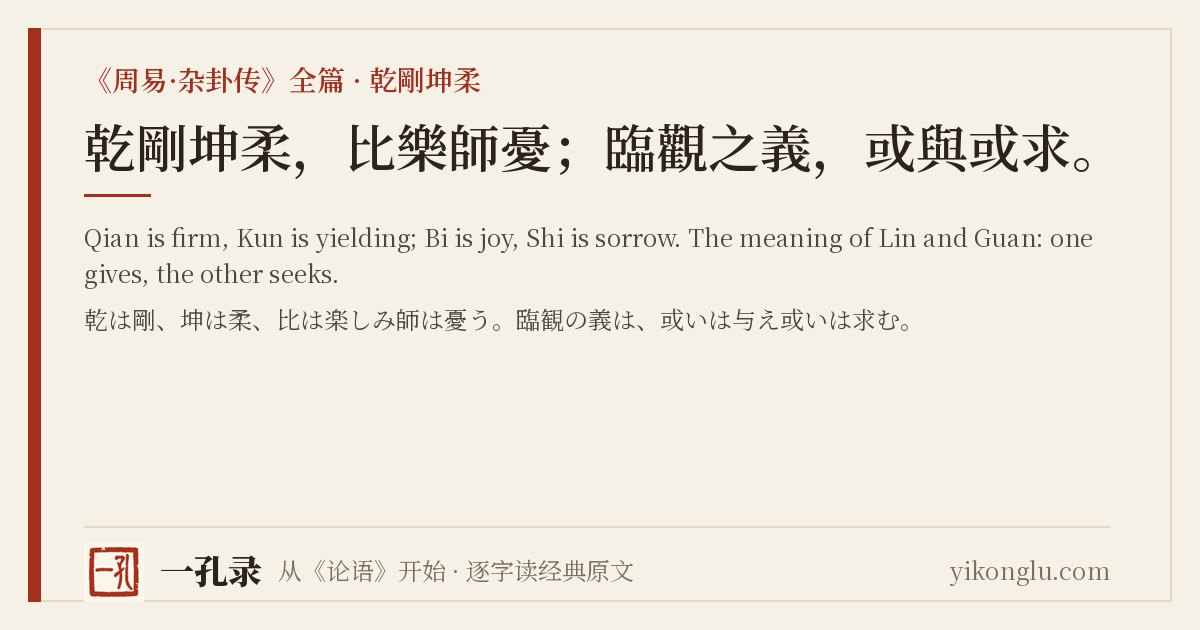 《周易·杂卦传》全篇 · 乾剛坤柔
乾剛坤柔，比樂師憂；臨觀之義，或與或求。
Qian is firm, Kun is yielding; Bi is joy, Shi is sorrow. The meaning of Lin and Guan: one
gives, the other seeks.
乾は剛、坤は柔、比は楽しみ師は憂う。臨観の義は、或いは与え或いは求む。
一孔
一孔录 从《论语》开始 · 逐字读经典原文 yikonglu.com